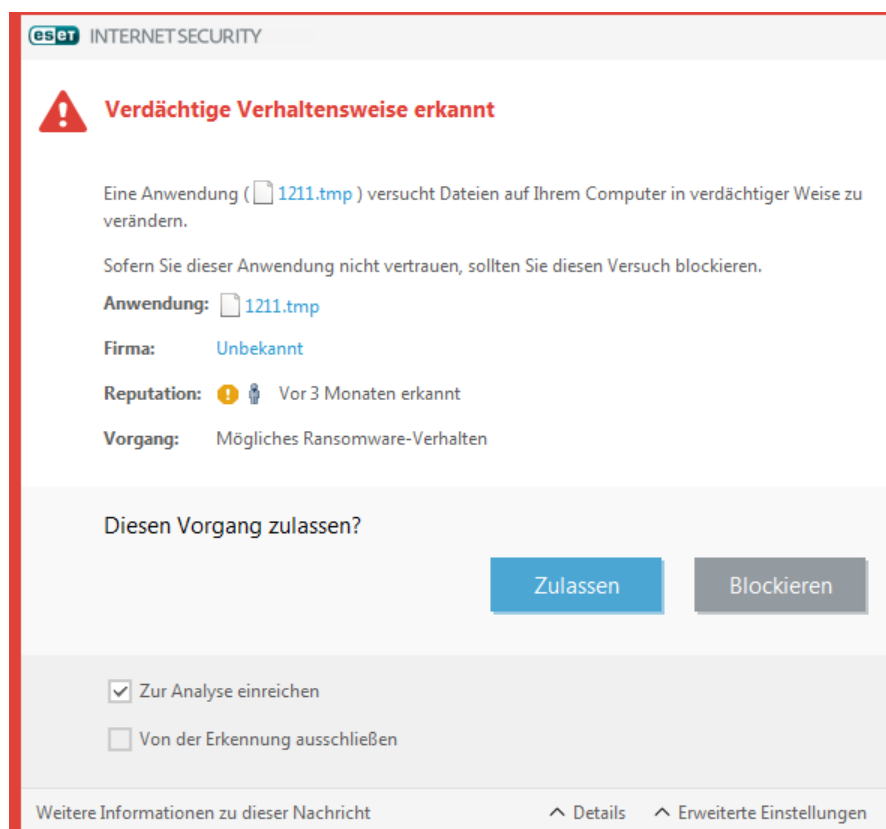 eset INTERNET SECURITY
Verdächtige Verhaltensweise erkannt
Eine Anwendung ( 1211.tmp ) versucht Dateien auf Ihrem Computer in verdächtiger Weise zu
verändern.
Sofern Sie dieser Anwendung nicht vertrauen, sollten Sie diesen Versuch blockieren.
Anwendung: 1211.tmp
Firma: Unbekannt
Reputation: Vor 3 Monaten erkannt
Vorgang: Mögliches Ransomware-Verhalten
Diesen Vorgang zulassen?
Zulassen Blockieren
Zur Analyse einreichen
Von der Erkennung ausschließen
Weitere Informationen zu dieser Nachricht Details Erweiterte Einstellungen